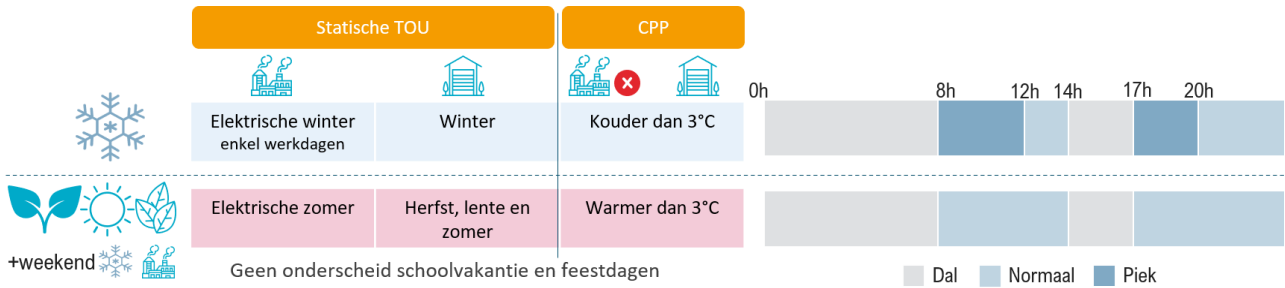 Statische TOU
CPP
0h
8h
12h
14h
17h
20h
Elektrische winter
enkel werkdagen
Winter
Kouder dan 3°C
Elektrische zomer
Herfst, lente en
zomer
Warmer dan 3°C
+weekend
Geen onderscheid schoolvakantie en feestdagen
Dal
Normaal
Piek